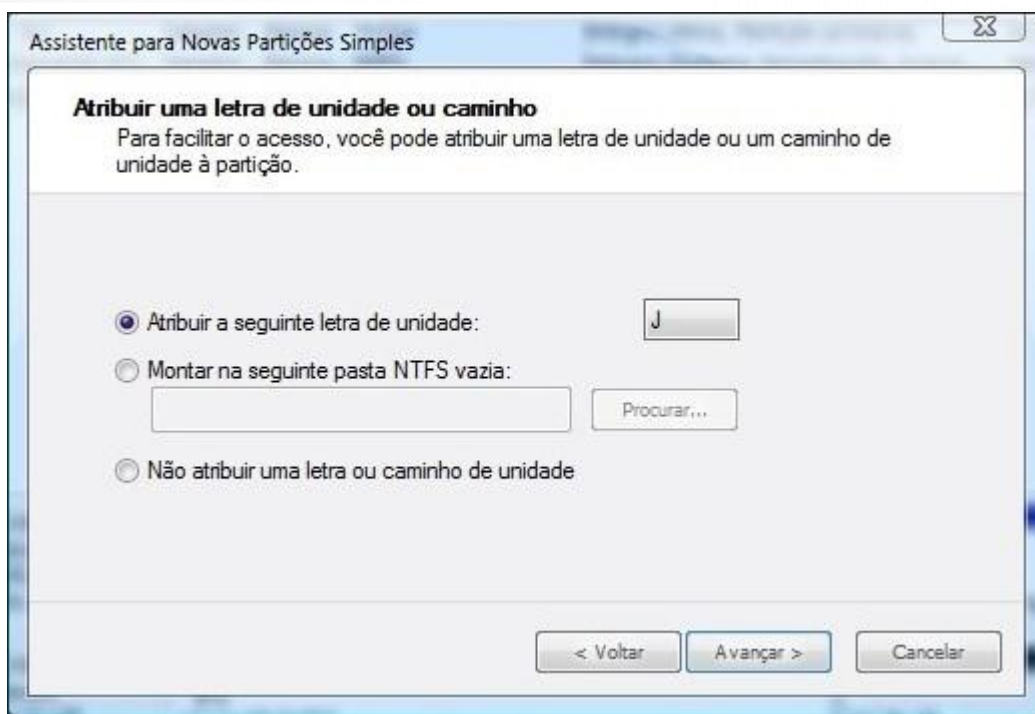 Assistente para Novas Partições Simples
Atribuir uma letra de unidade ou caminho
Para facilitar o acesso, você pode atribuir uma letra de unidade ou um caminho de
unidade à partição.
Atribuir a seguinte letra de unidade: J
Montar na seguinte pasta NTFS vazia:
Procurar...
Não atribuir uma letra ou caminho de unidade
< Voltar Avançar > Cancelar